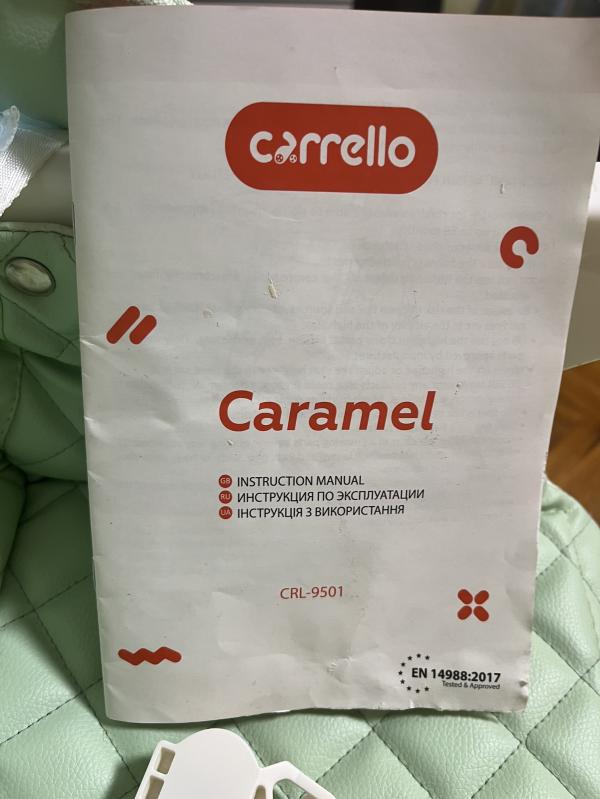 carrello
Caramel
GB INSTRUCTION MANUAL
RU ИНСТРУКЦИЯ ПО ЭКСПЛУАТАЦИИ
UA ІНСТРУКЦІЯ З ВИКОРИСТАННЯ
CRL-9501
EN 14988:2017
Tested & Approved